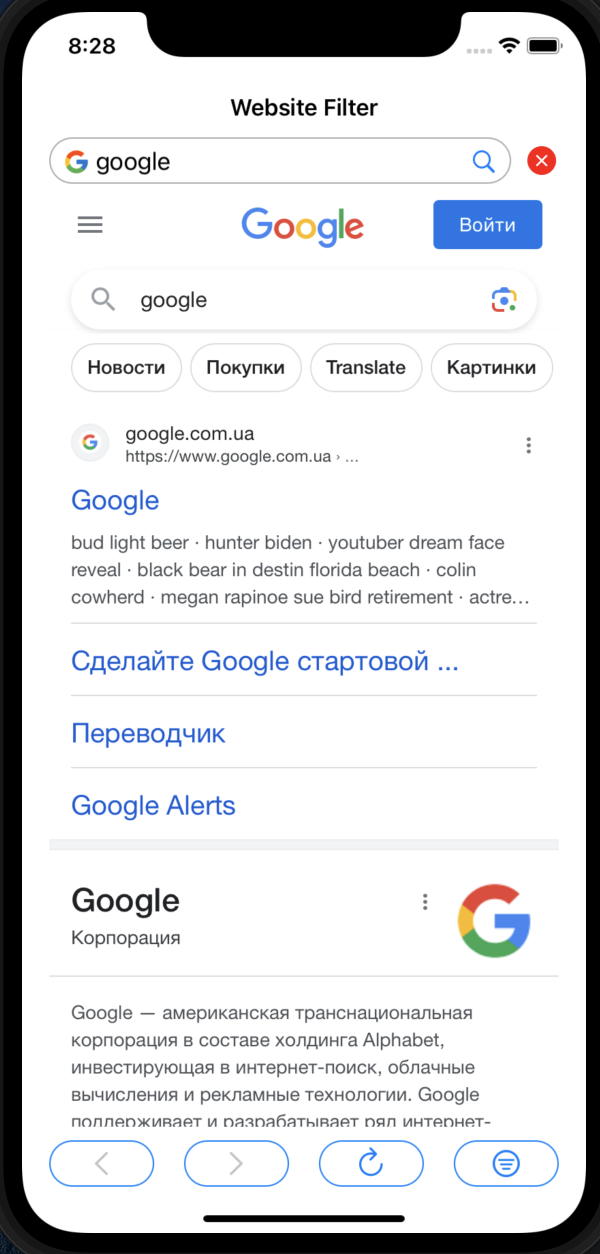 8:28
Website Filter
google
Google
Войти
google
Новости
Покупки
Translate
Картинки
google.com.ua
https://www.google.com.ua › ...
Google
bud light beer · hunter biden · youtuber dream face
reveal · black bear in destin florida beach · colin
cowherd · megan rapinoe sue bird retirement · actre...
Сделайте Google стартовой ...
Переводчик
Google Alerts
Google
Корпорация
Google — американская транснациональная
корпорация в составе холдинга Alphabet,
инвестирующая в интернет-поиск, облачные
вычисления и рекламные технологии. Google
поддерживает и разрабатывает ряд интернет-